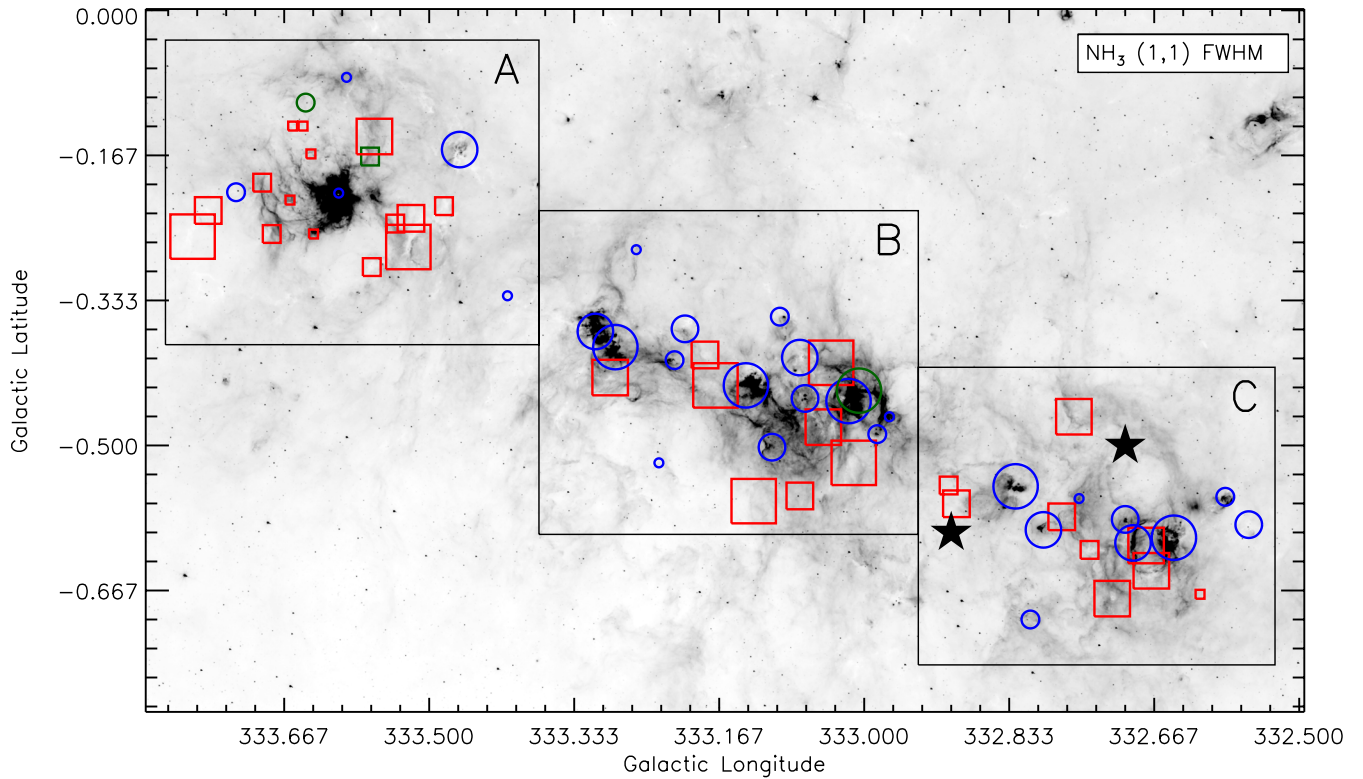 0.000
NH₃ (1,1) FWHM
A
-0.167
B
-0.333
C
-0.500
-0.667
Galactic Latitude
333.667 333.500 333.333 333.167 333.000 332.833 332.667 332.500
Galactic Longitude